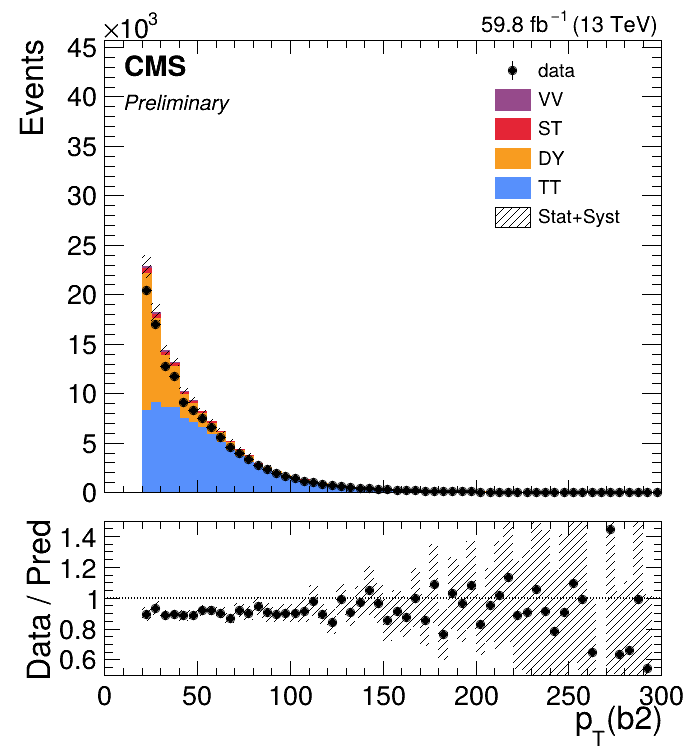 ×10³
59.8 fb⁻¹ (13 TeV)
Events
CMS
Preliminary
data
VV
ST
DY
TT
Stat+Syst
45
40
35
30
25
20
15
10
5
0
Data / Pred
1.4
1.2
1
0.8
0.6
0 50 100 150 200 250 300
p_T(b2)